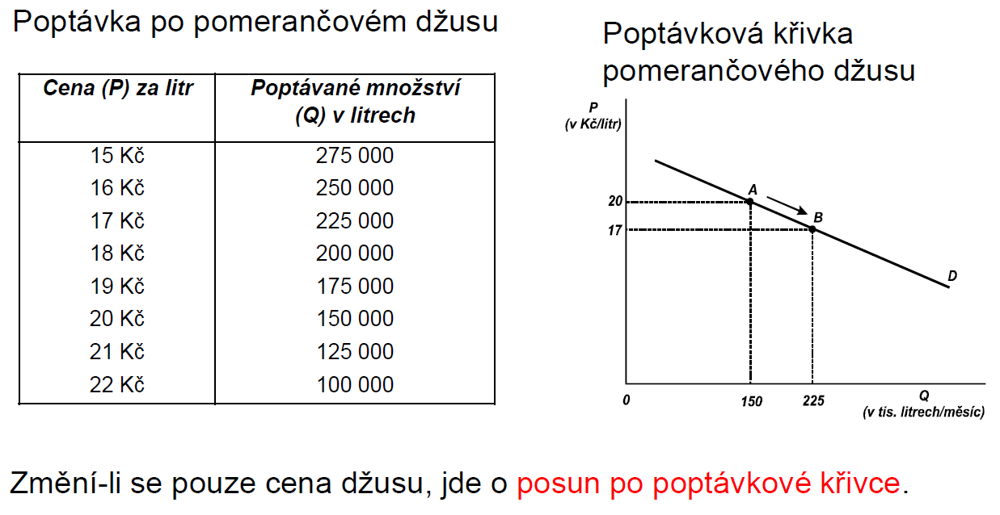 Poptávka po pomerančovém džusu
Cena (P) za litr Poptávané množství
(Q) v litrech
15 Kč 275 000
16 Kč 250 000
17 Kč 225 000
18 Kč 200 000
19 Kč 175 000
20 Kč 150 000
21 Kč 125 000
22 Kč 100 000
Poptávková křivka
pomerančového džusu
P
(v Kč/litr)
A
20
B
17
D
0 150 225 Q
(v tis. litrech/měsíc)
Změní-li se pouze cena džusu, jde o posun po poptávkové křivce.